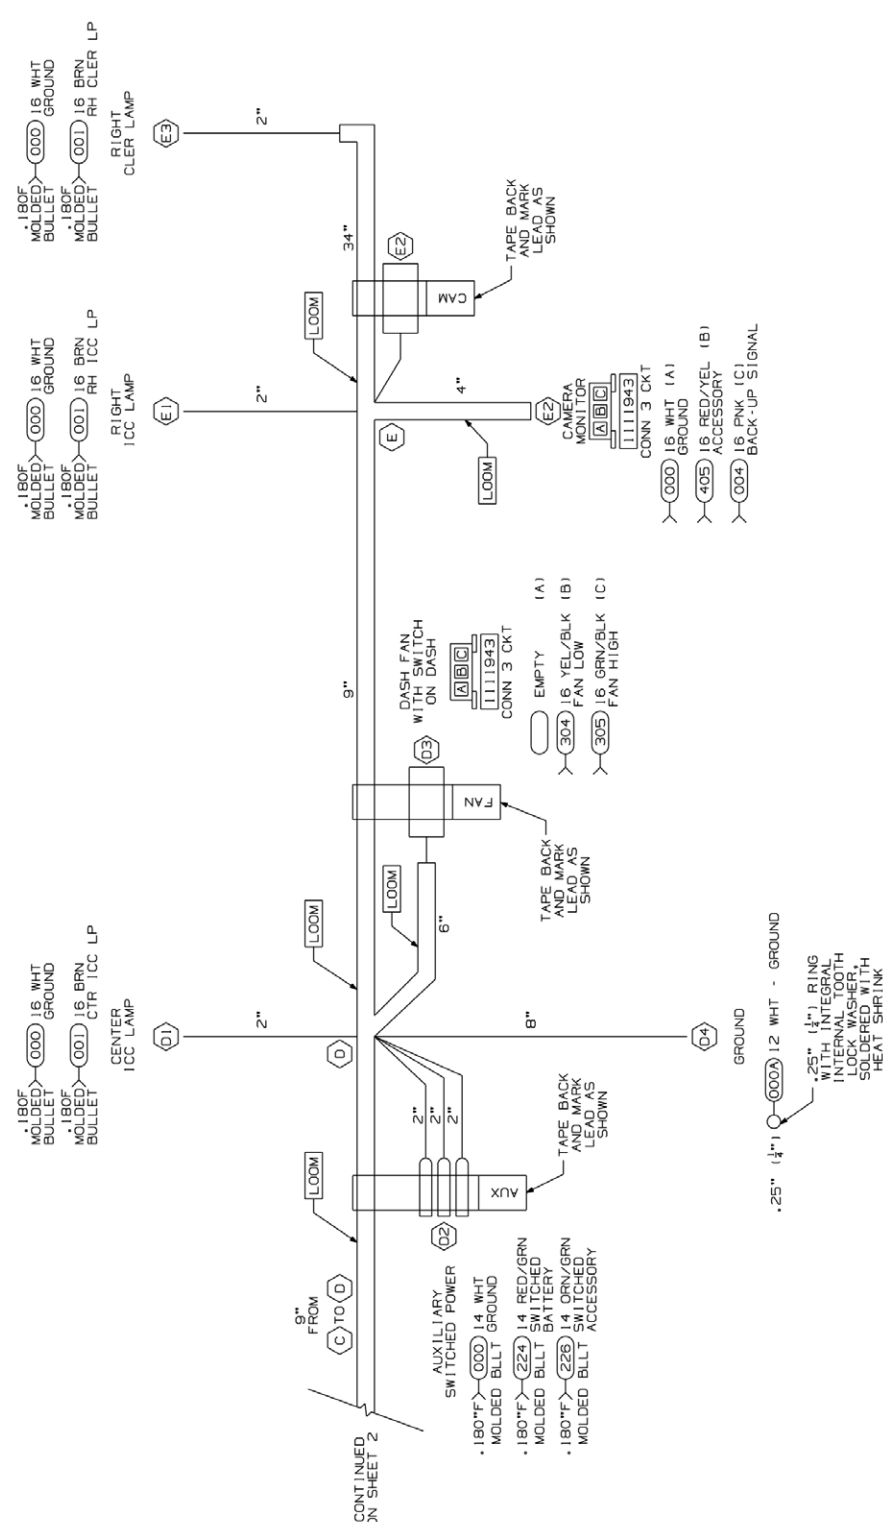 CONTINUED
ON SHEET 2
9"
FROM
C TO D
LOOM
AUXILIARY
SWITCHED POWER
D2
.180"F 000 14 WHT
MOLDED BLLT GROUND
.180"F 224 14 RED/GRN
MOLDED BLLT SWITCHED
BATTERY
.180"F 226 14 ORN/GRN
MOLDED BLLT SWITCHED
ACCESSORY
AUX
TAPE BACK
AND MARK
LEAD AS
SHOWN
2"
2"
2"
.180F
MOLDED 000 16 WHT
BULLET GROUND
.180F
MOLDED 001 16 BRN
BULLET CTR ICC LP
CENTER
ICC LAMP
D1
2"
D
LOOM
8"
D4
GROUND
.25" (1/4") 000A 12 WHT - GROUND
.25" (1/4") RING
WITH INTEGRAL
INTERNAL TOOTH
LOCK WASHER,
SOLDERED WITH
HEAT SHRINK
LOOM
6"
FAN
TAPE BACK
AND MARK
LEAD AS
SHOWN
D3
DASH FAN
WITH SWITCH
ON DASH
A B C
1111943
CONN 3 CKT
EMPTY (A)
304 16 YEL/BLK (B)
FAN LOW
305 16 GRN/BLK (C)
FAN HIGH
9"
.180F
MOLDED 000 16 WHT
BULLET GROUND
.180F
MOLDED 001 16 BRN
BULLET RH ICC LP
RIGHT
ICC LAMP
E1
2"
E
LOOM
LOOM
4"
E2
CAMERA
MONITOR
A B C
1111943
CONN 3 CKT
000 16 WHT (A)
GROUND
405 16 RED/YEL (B)
ACCESSORY
004 16 PNK (C)
BACK-UP SIGNAL
34"
E2
CAM
TAPE BACK
AND MARK
LEAD AS
SHOWN
.180F
MOLDED 000 16 WHT
BULLET GROUND
.180F
MOLDED 001 16 BRN
BULLET RH CLER LP
RIGHT
CLER LAMP
E3
2"